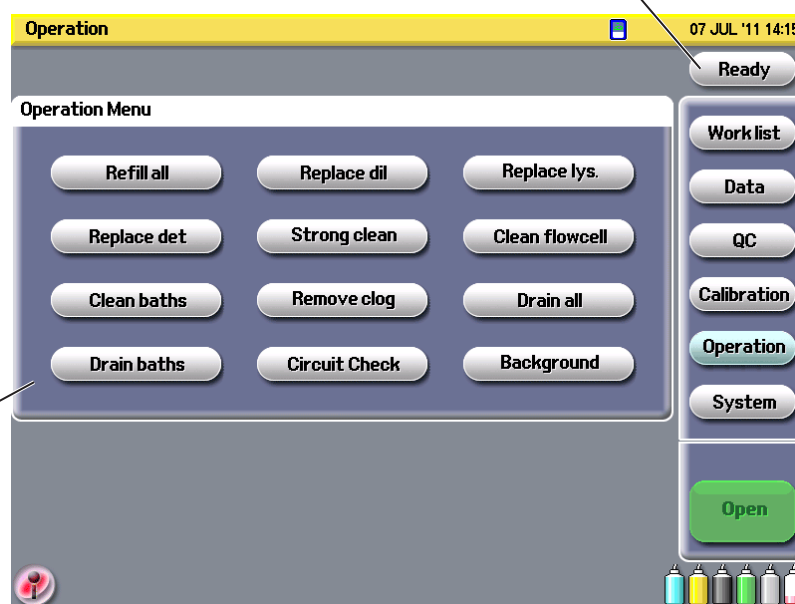 Operation
07 JUL '11 14:15
Ready
Operation Menu
Refill all
Replace dil
Replace lys.
Replace det
Strong clean
Clean flowcell
Clean baths
Remove clog
Drain all
Drain baths
Circuit Check
Background
Work list
Data
QC
Calibration
Operation
System
Open